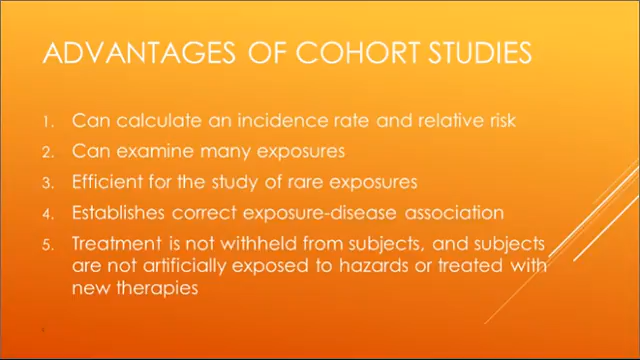 ADVANTAGES OF COHORT STUDIES
1. Can calculate an incidence rate and relative risk
2. Can examine many exposures
3. Efficient for the study of rare exposures
4. Establishes correct exposure-disease association
5. Treatment is not withheld from subjects, and subjects
are not artificially exposed to hazards or treated with
new therapies